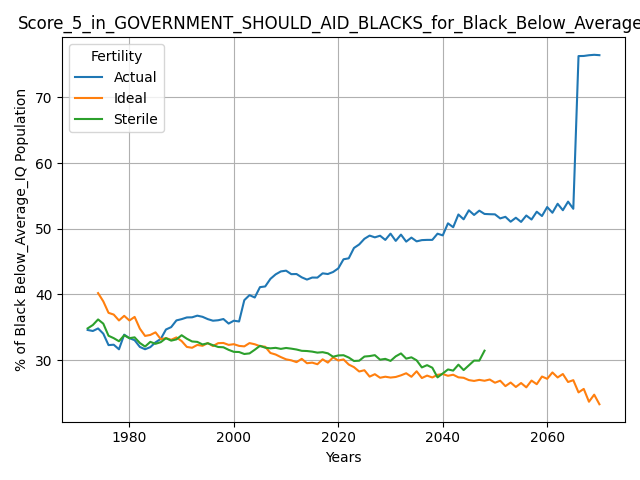 Score_5_in_GOVERNMENT_SHOULD_AID_BLACKS_for_Black_Below_Average
Fertility
Actual
Ideal
Sterile
% of Black Below_Average_IQ Population
70
60
50
40
30
1980
2000
2020
2040
2060
Years